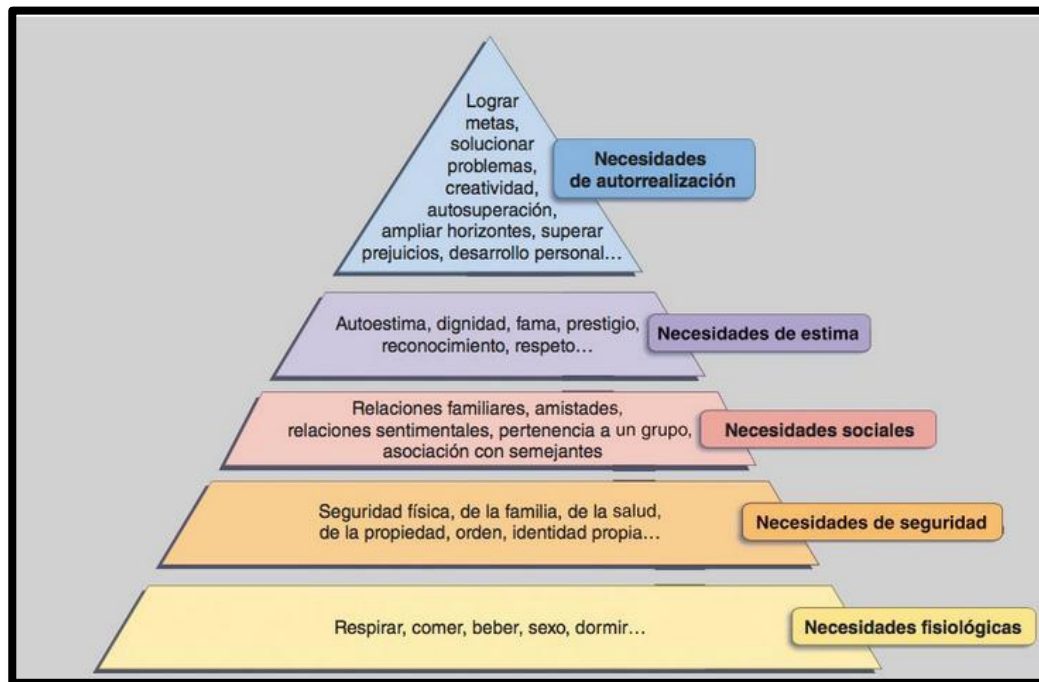 Lograr
metas,
solucionar
problemas,
creatividad,
autosuperación,
ampliar horizontes, superar
prejuicios, desarrollo personal...
Necesidades
de autorrealización
Autoestima, dignidad, fama, prestigio,
reconocimiento, respeto...
Necesidades de estima
Relaciones familiares, amistades,
relaciones sentimentales, pertenencia a un grupo,
asociación con semejantes
Necesidades sociales
Seguridad física, de la familia, de la salud,
de la propiedad, orden, identidad propia...
Necesidades de seguridad
Respirar, comer, beber, sexo, dormir...
Necesidades fisiológicas